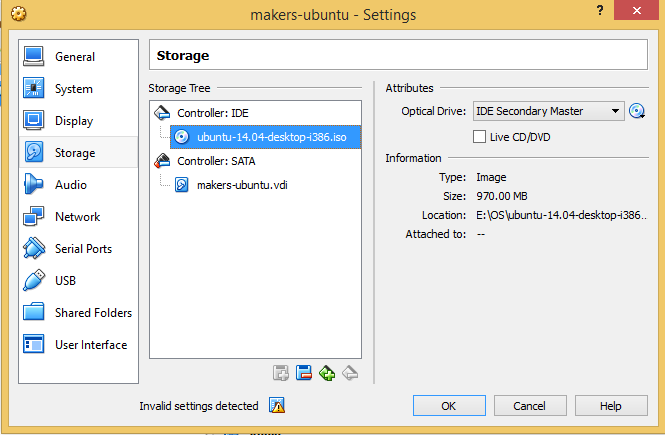 makers-ubuntu - Settings
? ×
General
System
Display
Storage
Audio
Network
Serial Ports
USB
Shared Folders
User Interface
Storage
Storage Tree
Controller: IDE
ubuntu-14.04-desktop-i386.iso
Controller: SATA
makers-ubuntu.vdi
Attributes
Optical Drive: IDE Secondary Master
Live CD/DVD
Information
Type: Image
Size: 970.00 MB
Location: E:\OS\ubuntu-14.04-desktop-i386..
Attached to: --
Invalid settings detected
OK Cancel Help